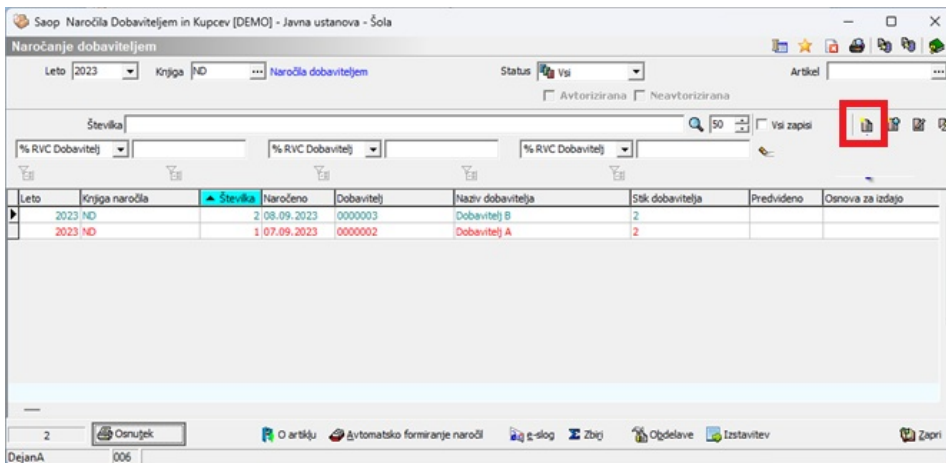 Saop Naročila Dobaviteljem in Kupcev [DEMO] - Javna ustanova - Šola
Naročanje dobaviteljem
Leto 2023 Knjiga ND ... Naročila dobaviteljem Status Vsi Artikel ...
Avtorizirana Neavtorizirana
Številka 50 Vsi zapisi
% RVC Dobavitelj % RVC Dobavitelj % RVC Dobavitelj
Leto Knjiga naročila Številka Naročeno Dobavitelj Naziv dobavitelja Stik dobavitelja Predvideno Osnova za izdajo
2023 ND 2 08.09.2023 0000003 Dobavitelj B 2
2023 ND 1 07.09.2023 0000002 Dobavitelj A 2
2 Osnutek O artiklu Avtomatsko formiranje naročil e-slog Zbiri Obdelave Izstavitev Zapri
DejanA 006